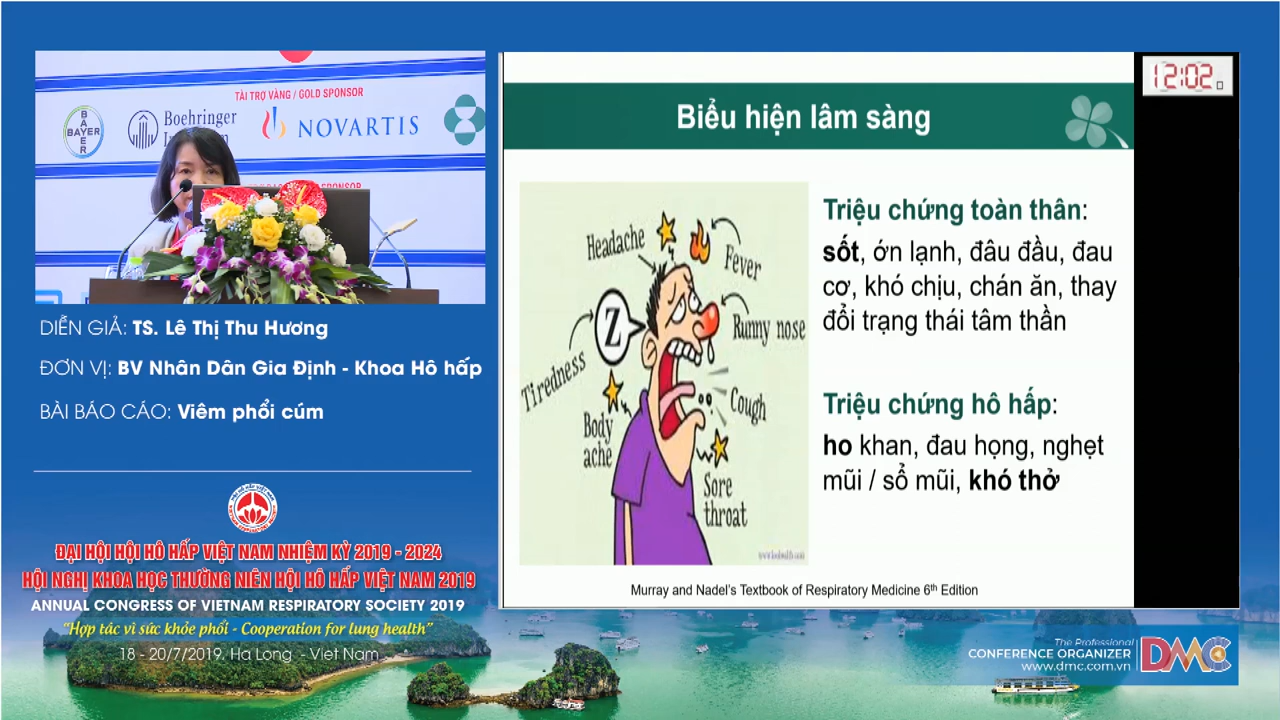 TÀI TRỢ VÀNG / GOLD SPONSOR
BAYER
BAYER
Boehringer
NOVARTIS
SPONSOR
DIỄN GIẢ: TS. Lê Thị Thu Hương
ĐƠN VỊ: BV Nhân Dân Gia Định - Khoa Hô hấp
BÀI BÁO CÁO: Viêm phổi cúm
ĐẠI HỘI HỘI HÔ HẤP VIỆT NAM NHIỆM KỲ 2019 - 2024
HỘI NGHỊ KHOA HỌC THƯỜNG NIÊN HỘI HÔ HẤP VIỆT NAM 2019
ANNUAL CONGRESS OF VIETNAM RESPIRATORY SOCIETY 2019
“Hợp tác vì sức khỏe phổi - Cooperation for lung health”
18 - 20/7/2019. Ha Long - Viet Nam
12:02
Biểu hiện lâm sàng
Headache
Fever
Z
Runny nose
Tiredness
Cough
Body
ache
Sore
throat
Triệu chứng toàn thân:
sốt, ớn lạnh, đâu đầu, đau
cơ, khó chịu, chán ăn, thay
đổi trạng thái tâm thần
Triệu chứng hô hấp:
ho khan, đau họng, nghẹt
mũi / sổ mũi, khó thở
Murray and Nadel’s Textbook of Respiratory Medicine 6th Edition
The Professional
CONFERENCE ORGANIZER
www.dmc.com.vn
DMC